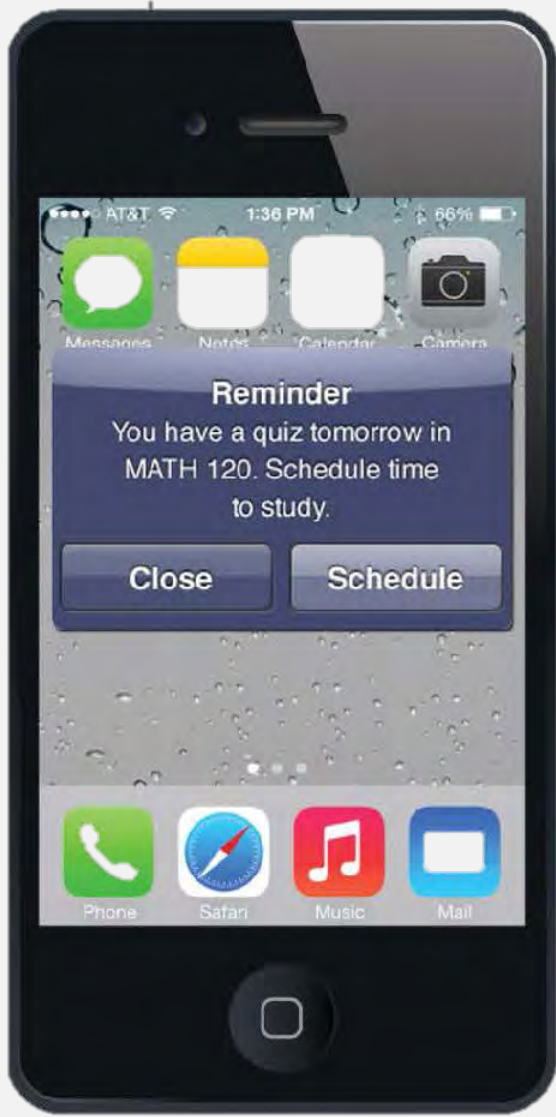 AT&T 1:36 PM 66%
Messages Notes Calendar Camera
Reminder
You have a quiz tomorrow in
MATH 120. Schedule time
to study.
Close Schedule
Phone Safari Music Mail